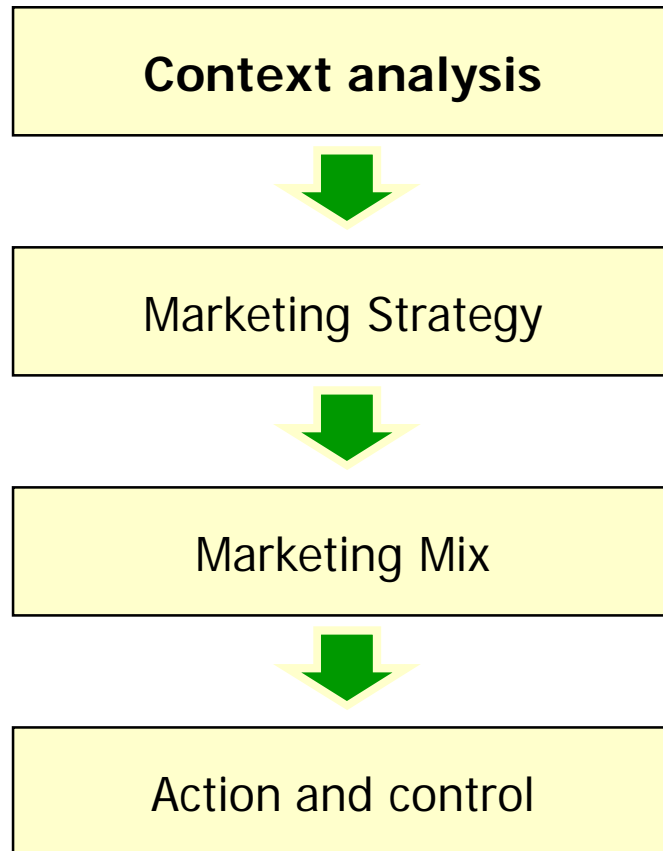 Context analysis
Marketing Strategy
Marketing Mix
Action and control